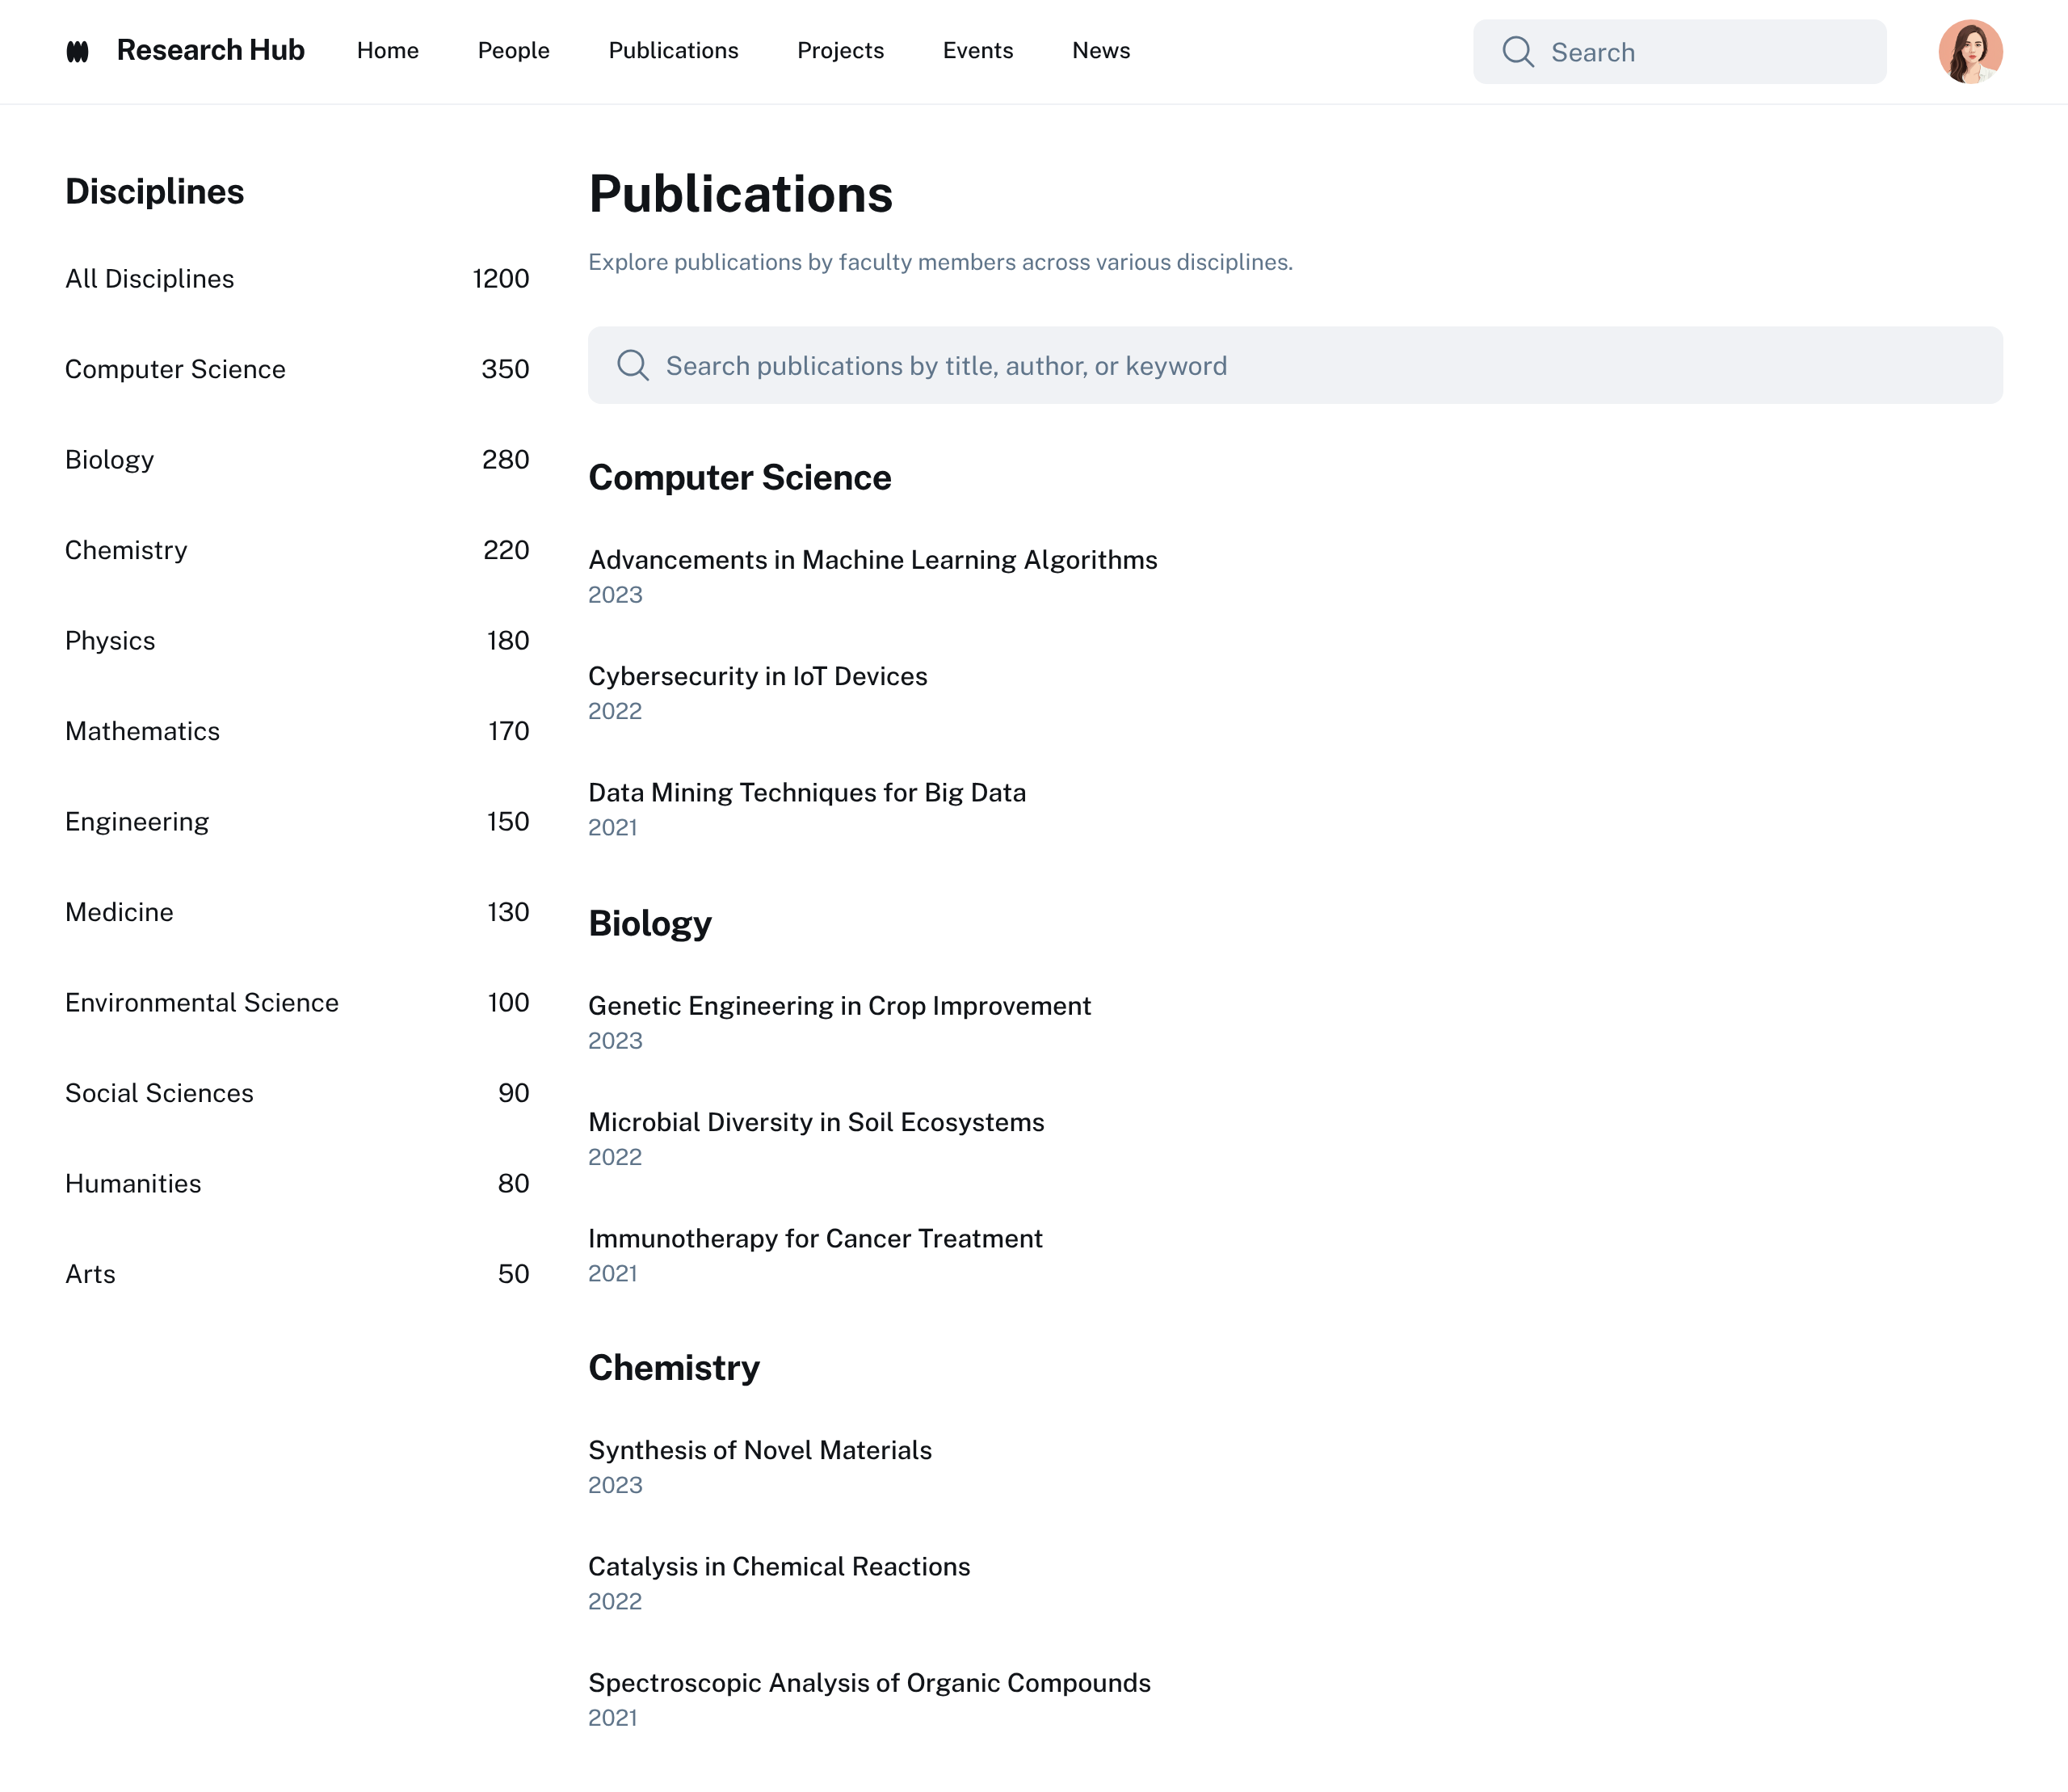 Research Hub
Home
People
Publications
Projects
Events
News
Search
Disciplines
All Disciplines 1200
Computer Science 350
Biology 280
Chemistry 220
Physics 180
Mathematics 170
Engineering 150
Medicine 130
Environmental Science 100
Social Sciences 90
Humanities 80
Arts 50
Publications
Explore publications by faculty members across various disciplines.
Search publications by title, author, or keyword
Computer Science
Advancements in Machine Learning Algorithms
2023
Cybersecurity in IoT Devices
2022
Data Mining Techniques for Big Data
2021
Biology
Genetic Engineering in Crop Improvement
2023
Microbial Diversity in Soil Ecosystems
2022
Immunotherapy for Cancer Treatment
2021
Chemistry
Synthesis of Novel Materials
2023
Catalysis in Chemical Reactions
2022
Spectroscopic Analysis of Organic Compounds
2021